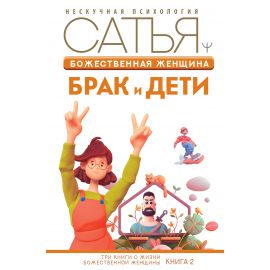 НЕСКУЧНАЯ ПСИХОЛОГИЯ
САТЬЯ
БОЖЕСТВЕННАЯ ЖЕНЩИНА
БРАК и ДЕТИ
ТРИ КНИГИ О ЖИЗНИ
БОЖЕСТВЕННОЙ ЖЕНЩИНЫ КНИГА 2